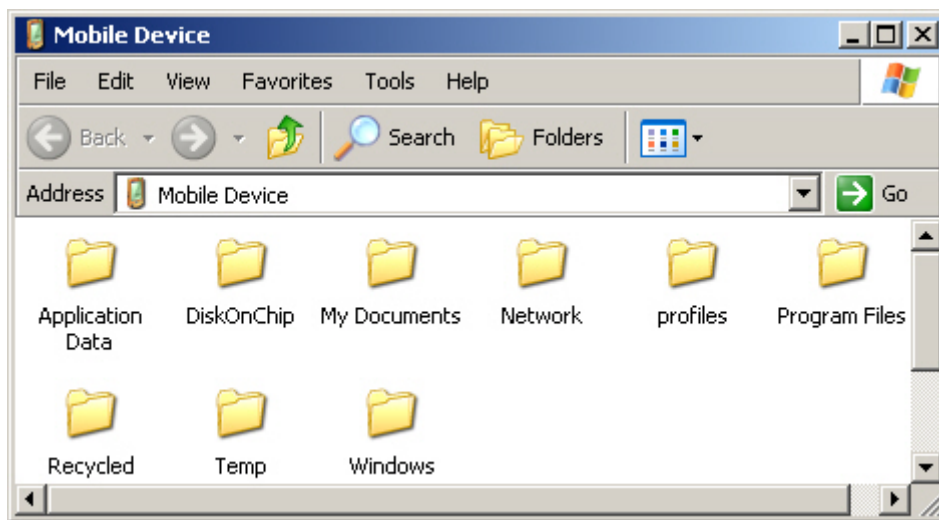 Mobile Device
File Edit View Favorites Tools Help
Back Search Folders
Address Mobile Device Go
Application Data DiskOnChip My Documents Network profiles Program Files
Recycled Temp Windows